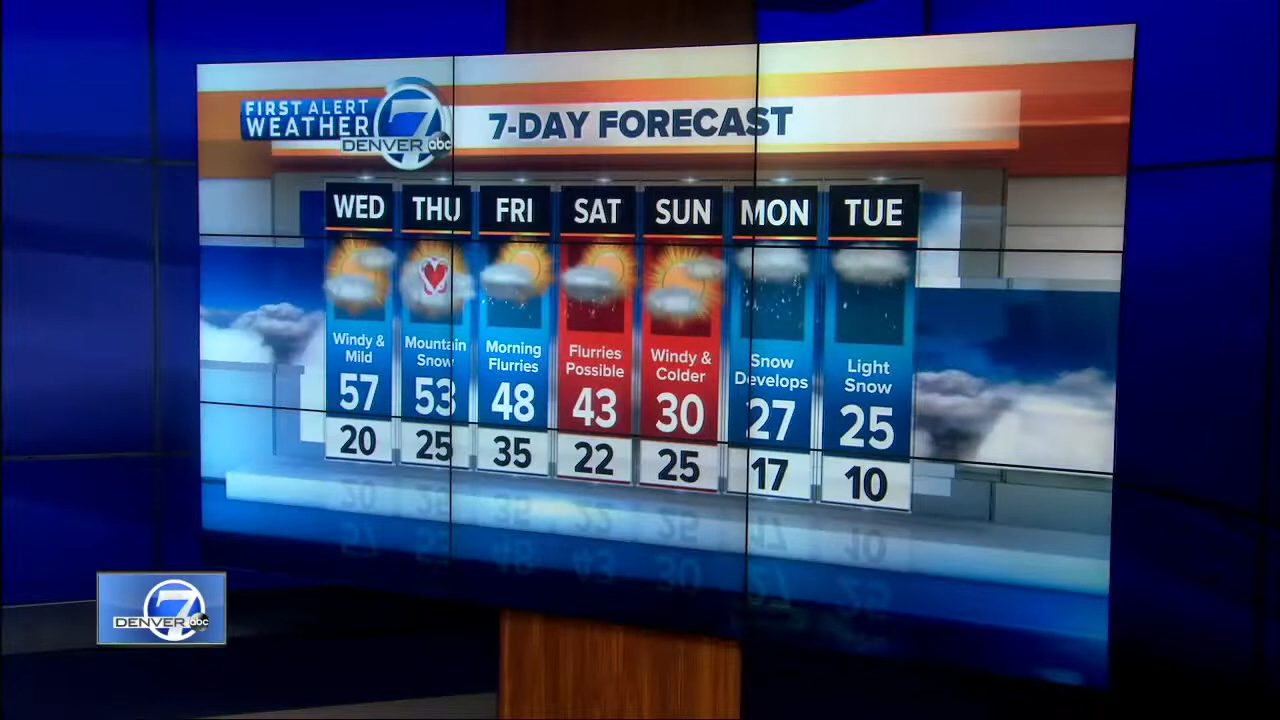 FIRST ALERT
WEATHER
7
DENVER abc
7-DAY FORECAST
WED THU FRI SAT SUN MON TUE
Windy &
Mild
57
20
Mountain
Snow
53
25
Morning
Flurries
48
35
Flurries
Possible
43
22
Windy &
Colder
30
25
Snow
Develops
27
17
Light
Snow
25
10
DENVER 7 abc